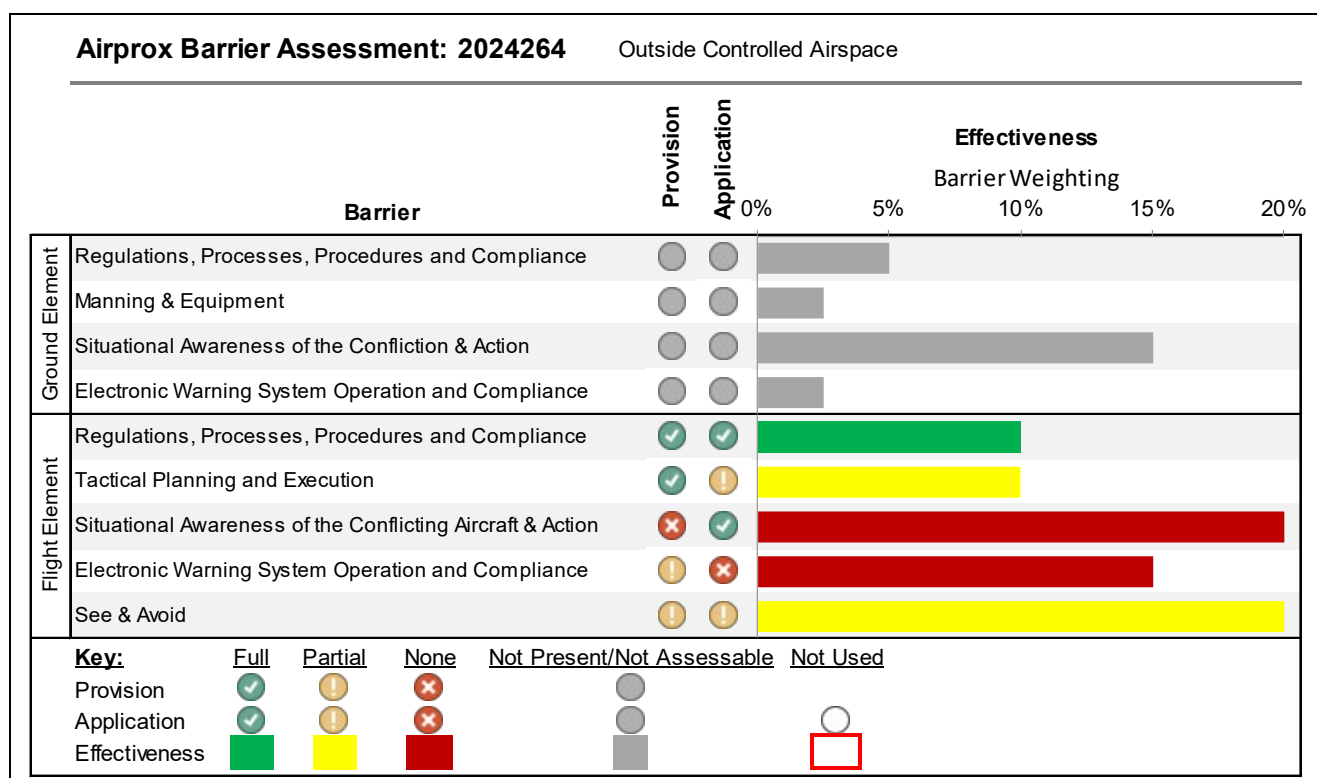 Airprox Barrier Assessment: 2024264 Outside Controlled Airspace
Barrier Provision Application Effectiveness
Barrier Weighting
0% 5% 10% 15% 20%
Ground Element
Regulations, Processes, Procedures and Compliance
Manning & Equipment
Situational Awareness of the Confliction & Action
Electronic Warning System Operation and Compliance
Flight Element
Regulations, Processes, Procedures and Compliance
Tactical Planning and Execution
Situational Awareness of the Conflicting Aircraft & Action
Electronic Warning System Operation and Compliance
See & Avoid
Key: Full Partial None Not Present/Not Assessable Not Used
Provision
Application
Effectiveness